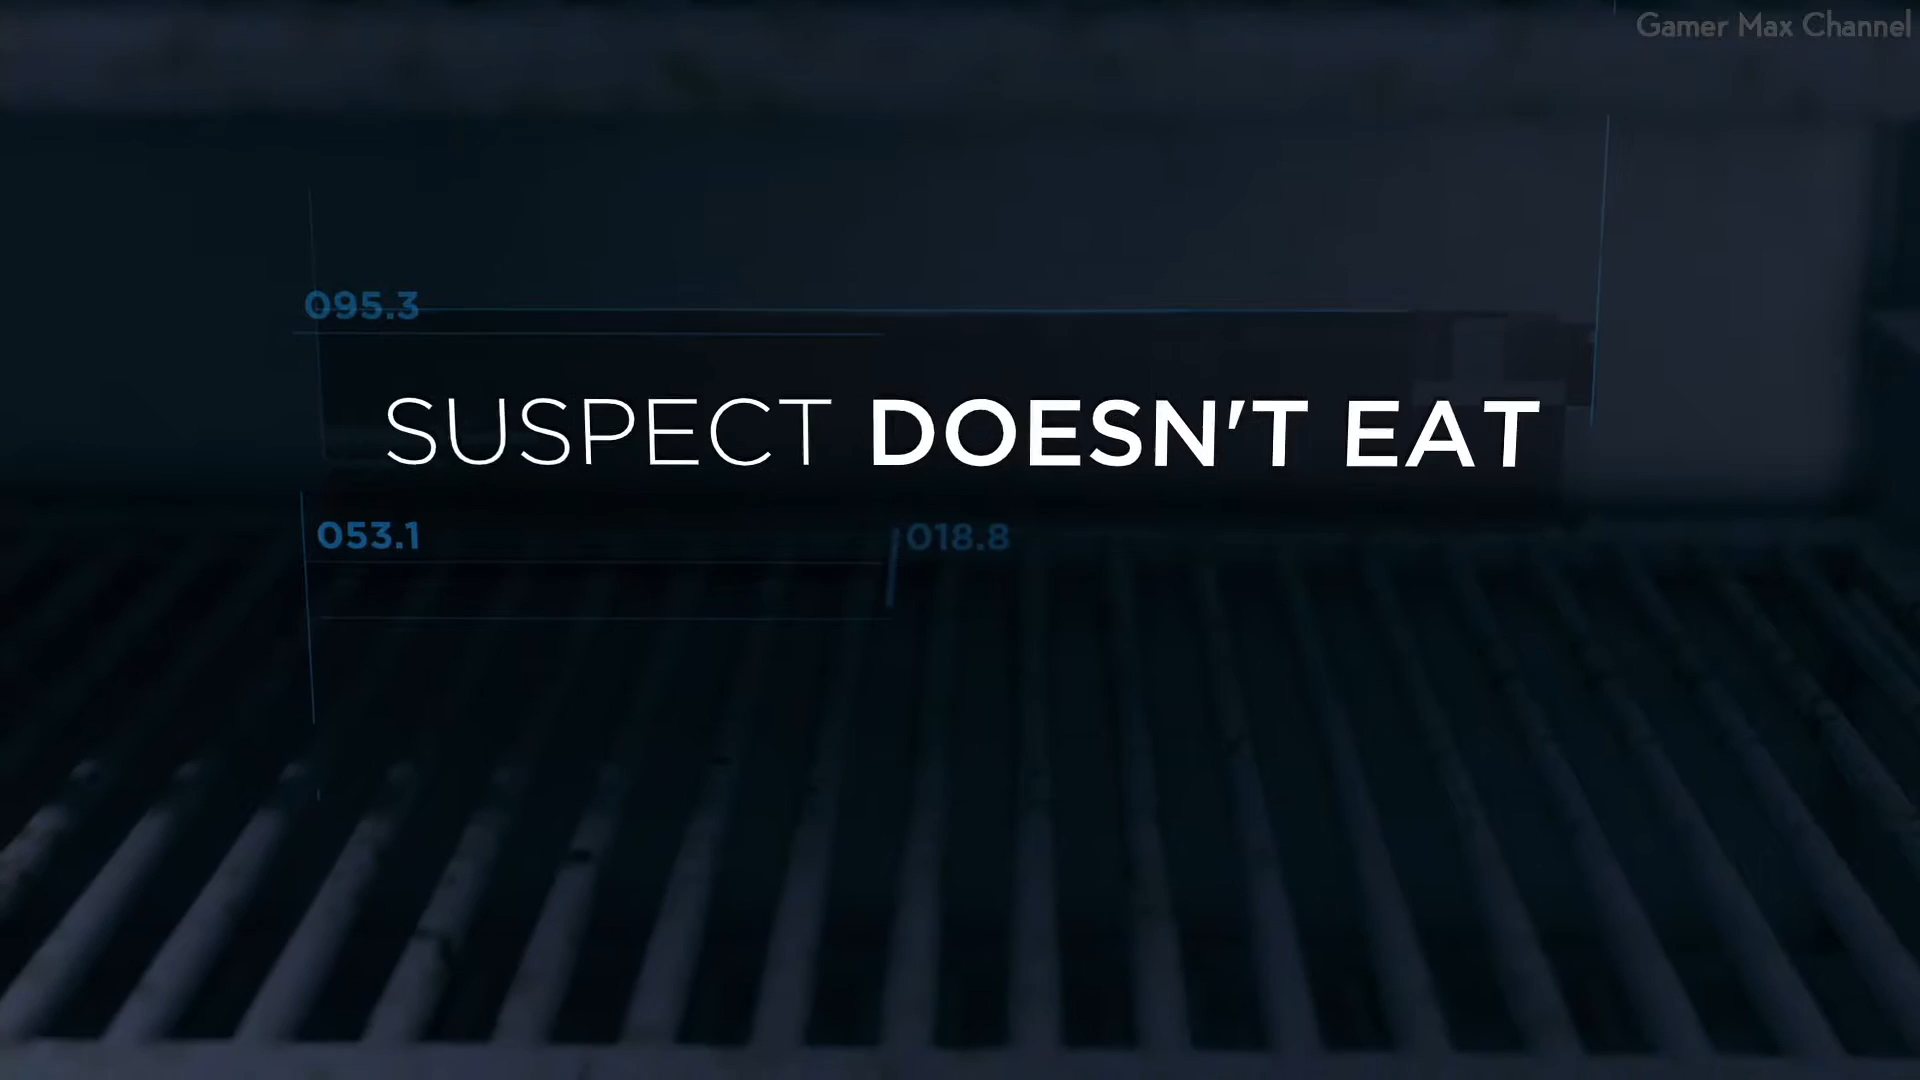 Gamer Max Channel
095.3
SUSPECT DOESN'T EAT
053.1
018.8